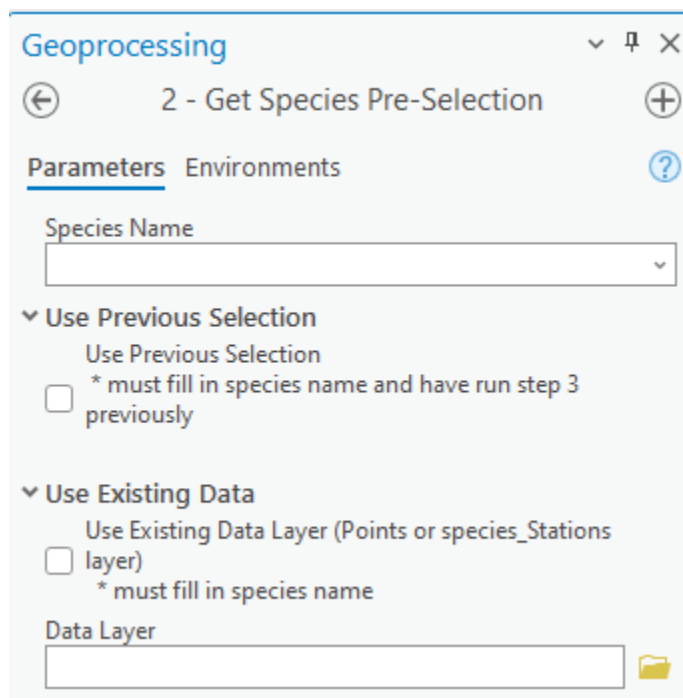 Geoprocessing
2 - Get Species Pre-Selection
Parameters Environments
Species Name
Use Previous Selection
Use Previous Selection
* must fill in species name and have run step 3
previously
Use Existing Data
Use Existing Data Layer (Points or species_Stations
layer)
* must fill in species name
Data Layer